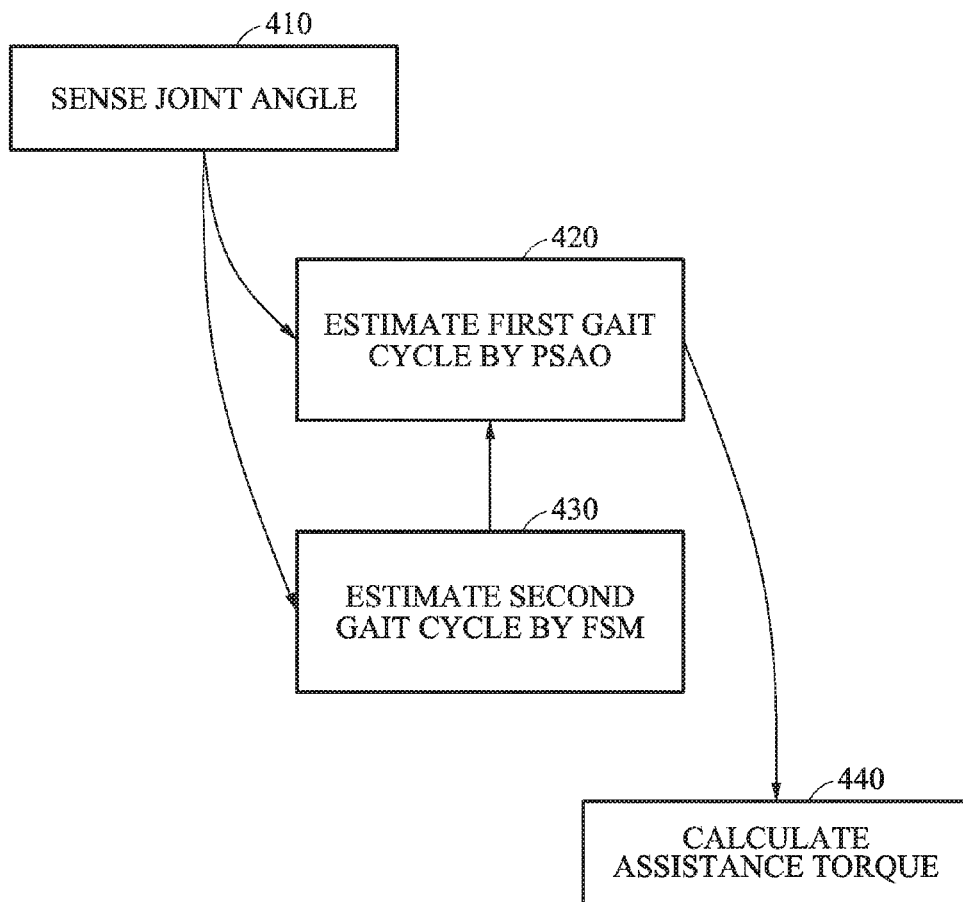 410
SENSE JOINT ANGLE
420
ESTIMATE FIRST GAIT
CYCLE BY PSAO
430
ESTIMATE SECOND
GAIT CYCLE BY FSM
440
CALCULATE
ASSISTANCE TORQUE